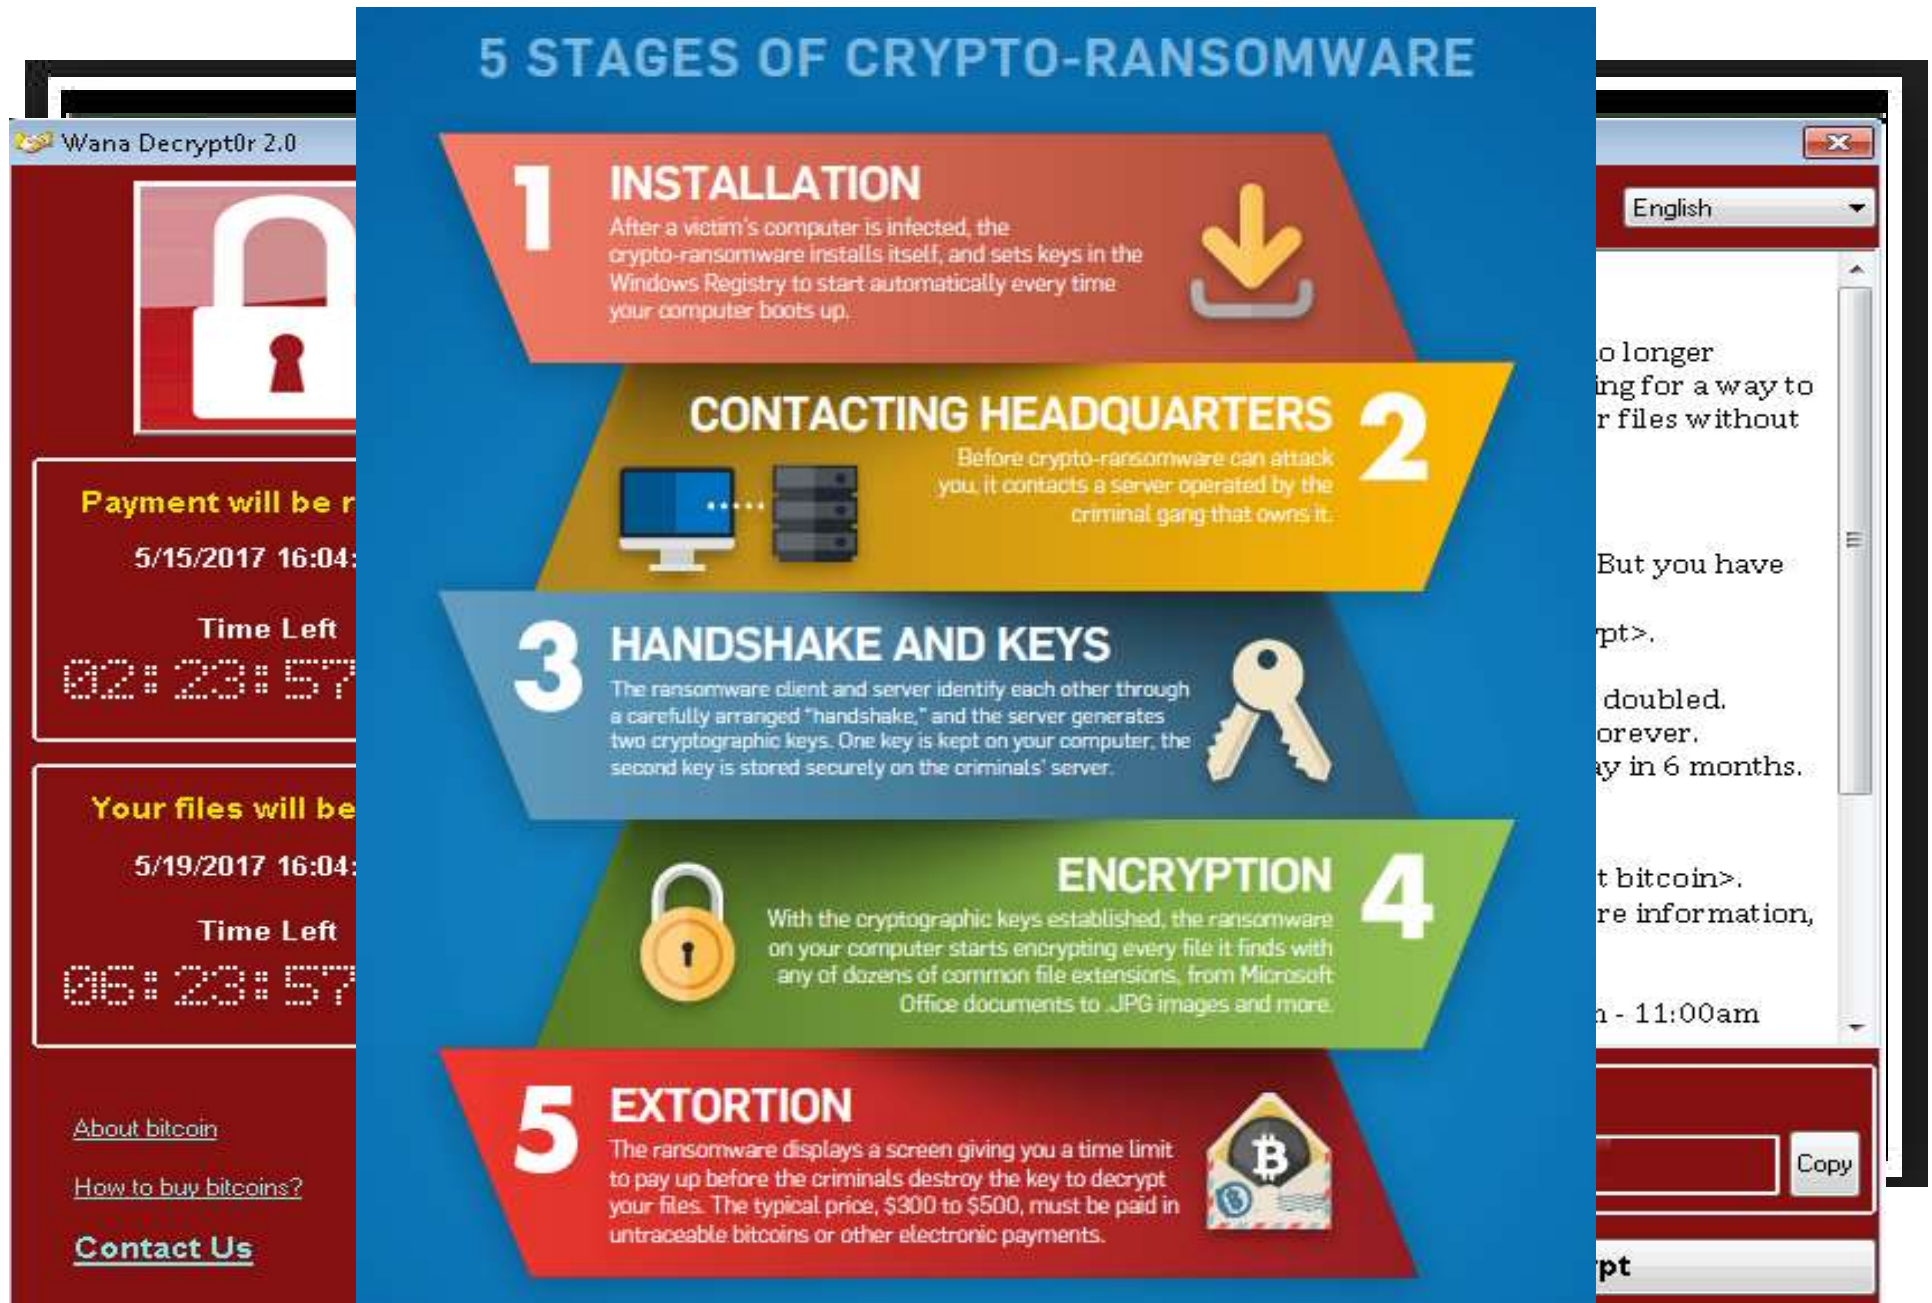 5 STAGES OF CRYPTO-RANSOMWARE
1
INSTALLATION
After a victim's computer is infected, the
crypto-ransomware installs itself, and sets keys in the
Windows Registry to start automatically every time
your computer boots up.
CONTACTING HEADQUARTERS
2
Before crypto-ransomware can attack
you, it contacts a server operated by the
criminal gang that owns it.
3
HANDSHAKE AND KEYS
The ransomware client and server identify each other through
a carefully arranged "handshake," and the server generates
two cryptographic keys. One key is kept on your computer, the
second key is stored securely on the criminals' server.
ENCRYPTION
4
With the cryptographic keys established, the ransomware
on your computer starts encrypting every file it finds with
any of dozens of common file extensions, from Microsoft
Office documents to .JPG images and more.
5
EXTORTION
The ransomware displays a screen giving you a time limit
to pay up before the criminals destroy the key to decrypt
your files. The typical price, $300 to $500, must be paid in
untraceable bitcoins or other electronic payments.
Wana Decrypt0r 2.0
Payment will be r
5/15/2017 16:04:
Time Left
02:23:57
Your files will be
5/19/2017 16:04:
Time Left
06:23:57
About bitcoin
How to buy bitcoins?
Contact Us
English
o longer
ing for a way to
r files without
But you have
pt>.
doubled.
orever.
ay in 6 months.
t bitcoin>.
re information,
- 11:00am
Copy
pt